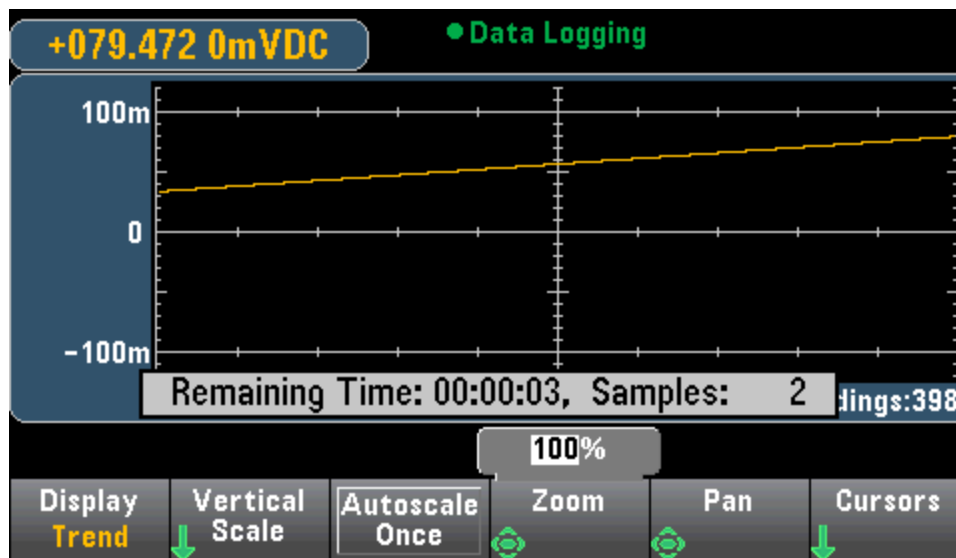 +079.472 0mVDC
●Data Logging
100m
0
-100m
Remaining Time: 00:00:03, Samples: 2
dings:398
100%
Display
Trend
Vertical
Scale
Autoscale
Once
Zoom
Pan
Cursors